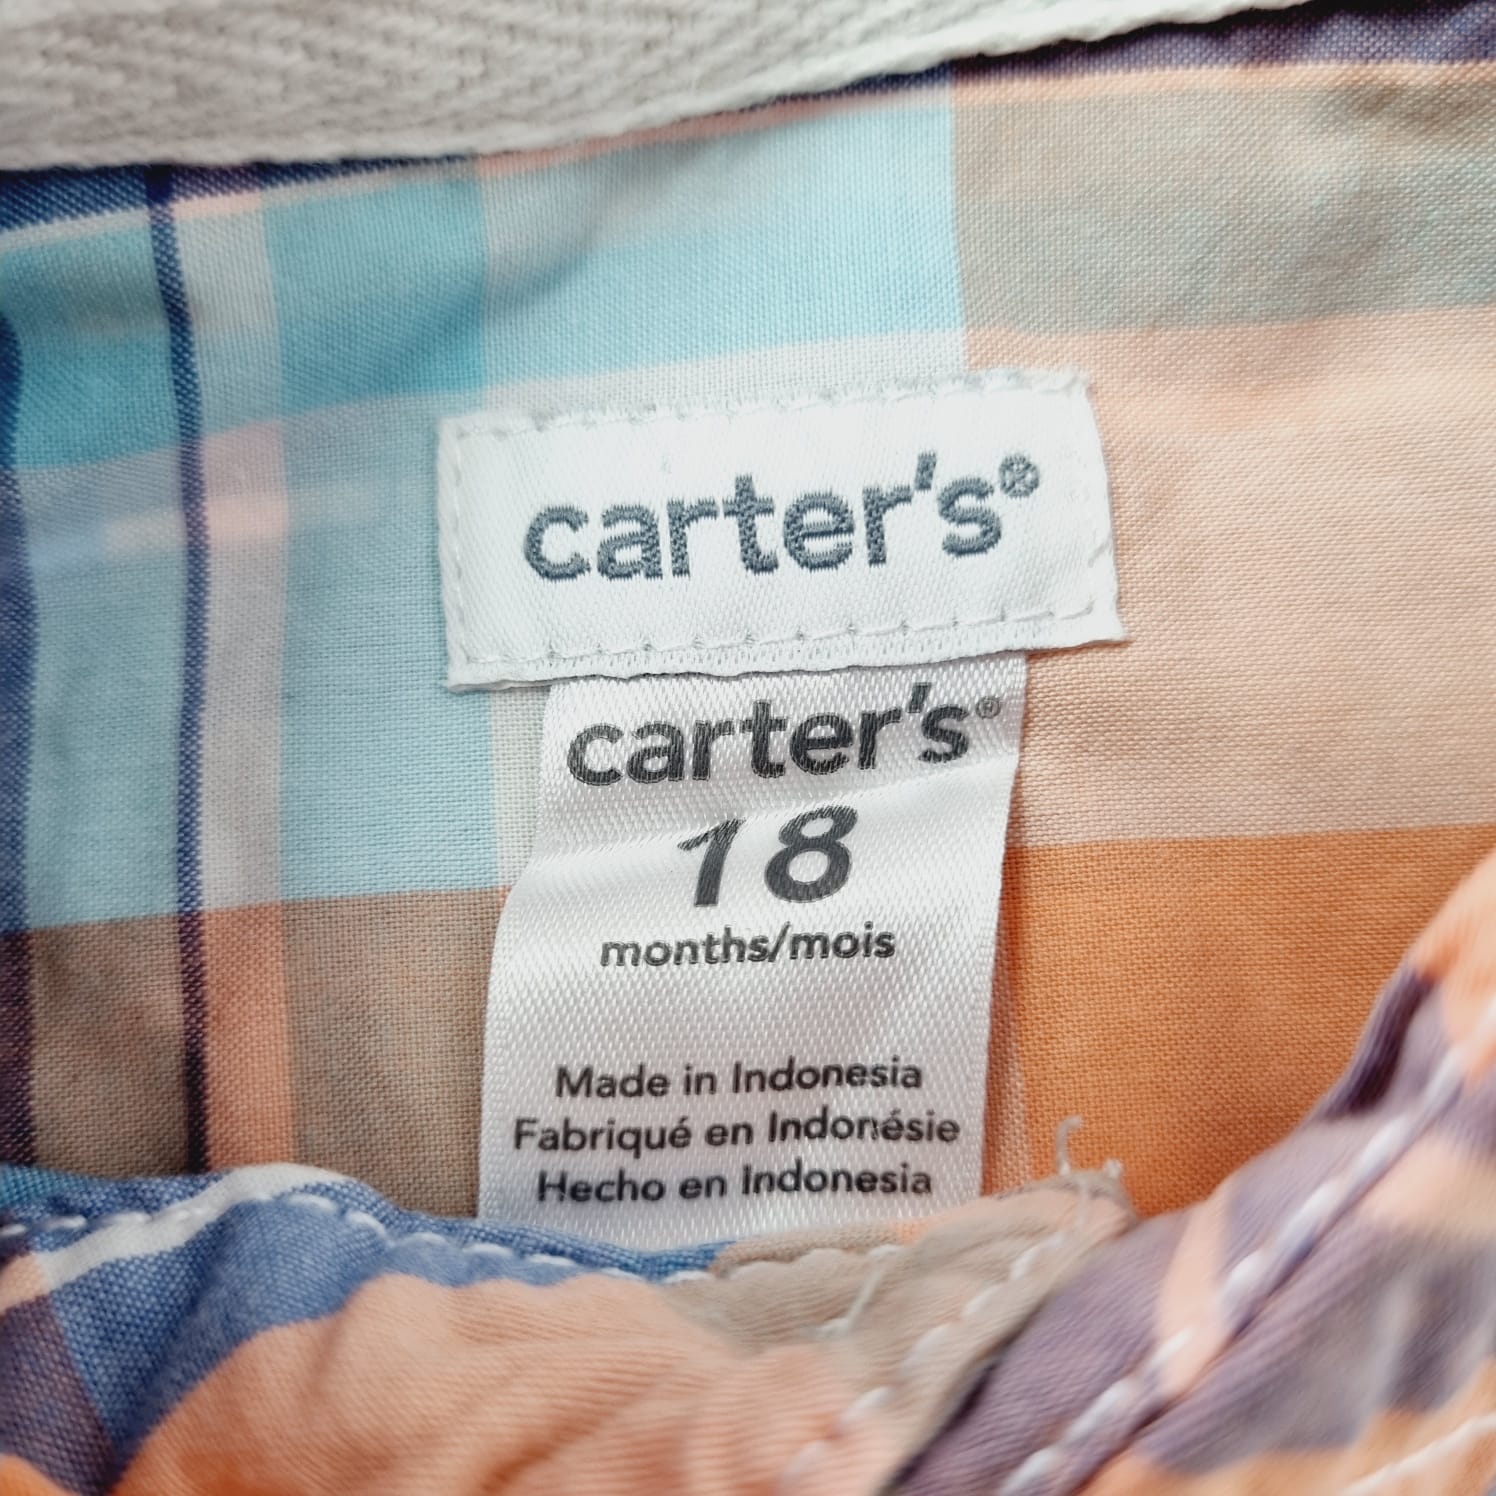 carter's®
carter's®
18
months/mois
Made in Indonesia
Fabriqué en Indonésie
Hecho en Indonesia